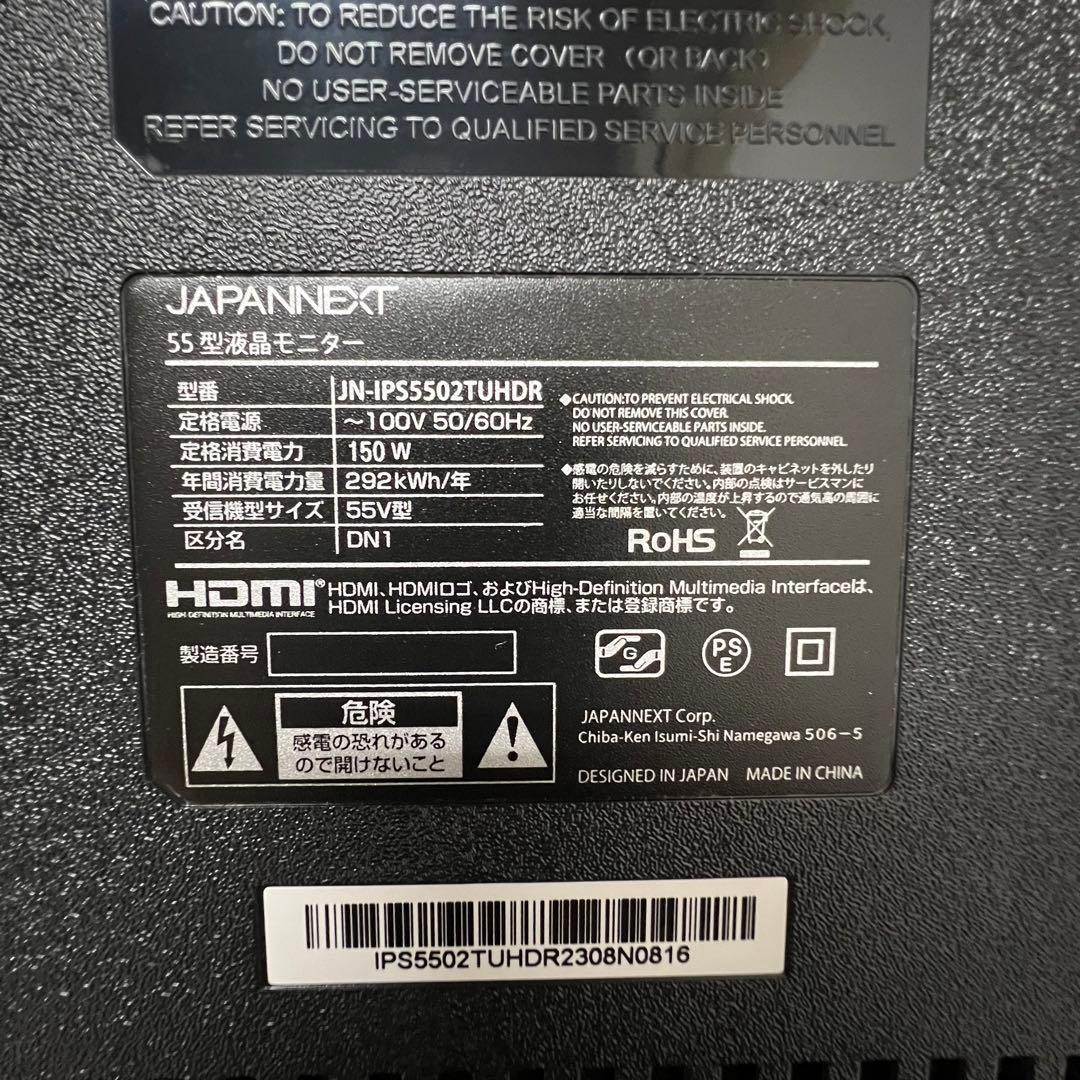 CAUTION: TO REDUCE THE RISK OF ELECTRIC SHOCK,
DO NOT REMOVE COVER (OR BACK)
NO USER-SERVICEABLE PARTS INSIDE
REFER SERVICING TO QUALIFIED SERVICE PERSONNEL
JAPANNEXT
55型液晶モニター
型番 JN-IPS5502TUHDR
定格電源 ～100V 50/60Hz
定格消費電力 150 W
年間消費電力量 292kWh/年
受信機型サイズ 55V型
区分名 DN1
◆CAUTION:TO PREVENT ELECTRICAL SHOCK.
DO NOT REMOVE THIS COVER.
NO USER-SERVICEABLE PARTS INSIDE.
REFER SERVICING TO QUALIFIED SERVICE PERSONNEL.
◆感電の危険を減らすために、装置のキャビネットを外したり
開いたりしないでください。内部の点検はサービスマンに
お任せください。内部の温度が上昇するので通気高の周囲に
適当な間隔を置いてください。
RoHS
HDMI®
HIGH-DEFINITION MULTIMEDIA INTERFACE
HDMI、HDMIロゴ、およびHigh-Definition Multimedia Interfaceは、
HDMI Licensing LLCの商標、または登録商標です。
製造番号
G
PS
E
危険
感電の恐れがある
ので開けないこと
JAPANNEXT Corp.
Chiba-Ken Isumi-Shi Namegawa 506-5
DESIGNED IN JAPAN MADE IN CHINA
IPS5502TUHDR2308N0816